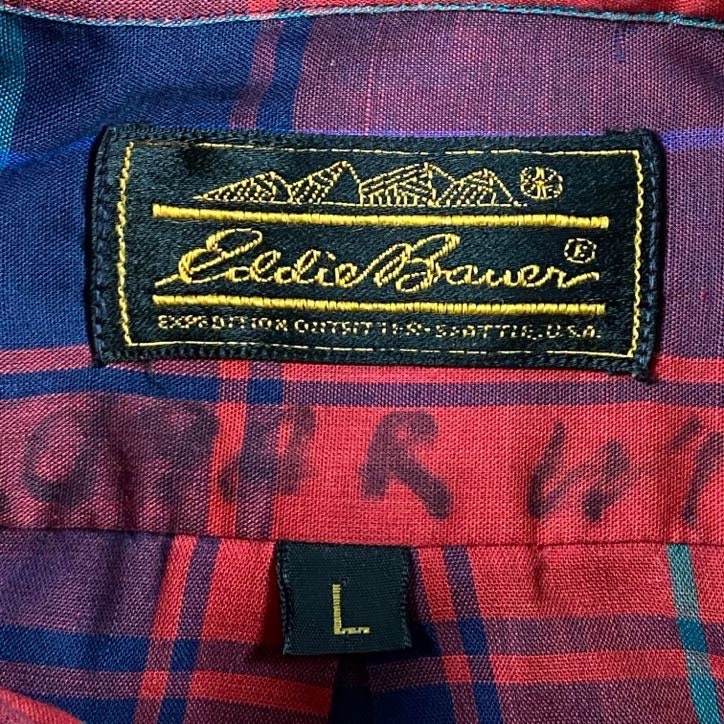 Eddie Bauer®
EXPEDITION OUTFITTER·SEATTLE, U.S.A.
L